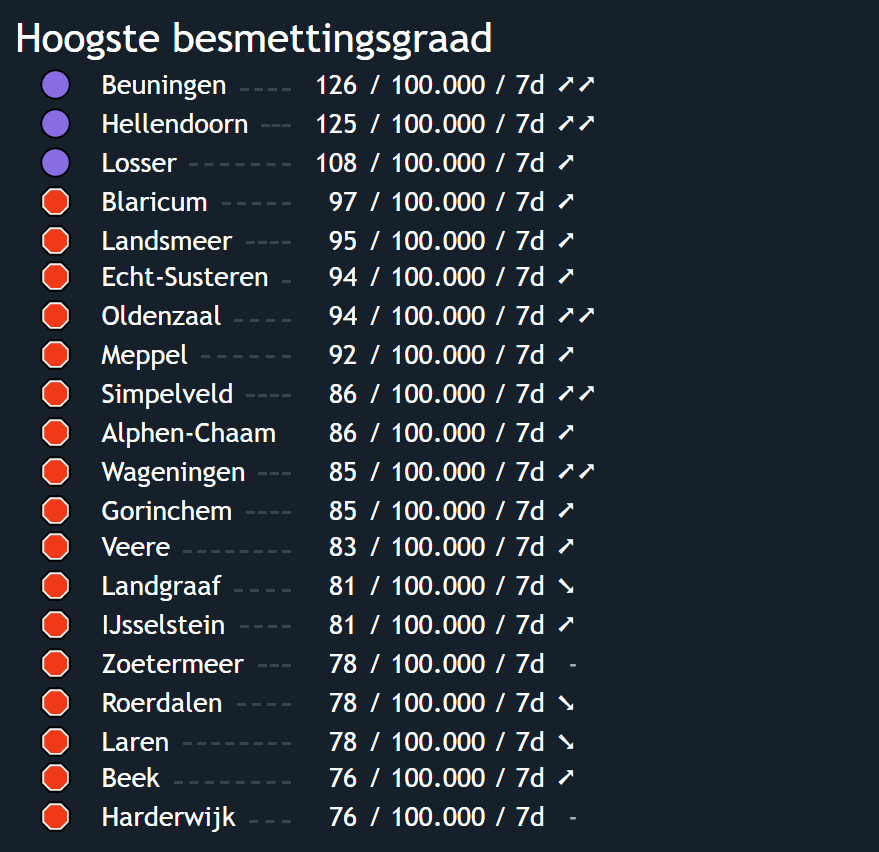 Hoogste besmettingsgraad
Beuningen ---- 126 / 100.000 / 7d ➚➚
Hellendoorn --- 125 / 100.000 / 7d ➚➚
Losser ------- 108 / 100.000 / 7d ➚
Blaricum ----- 97 / 100.000 / 7d ➚
Landsmeer ---- 95 / 100.000 / 7d ➚
Echt-Susteren - 94 / 100.000 / 7d ➚
Oldenzaal ---- 94 / 100.000 / 7d ➚➚
Meppel ------ 92 / 100.000 / 7d ➚
Simpelveld ---- 86 / 100.000 / 7d ➚➚
Alphen-Chaam 86 / 100.000 / 7d ➚
Wageningen --- 85 / 100.000 / 7d ➚➚
Gorinchem ---- 85 / 100.000 / 7d ➚
Veere -------- 83 / 100.000 / 7d ➚
Landgraaf ---- 81 / 100.000 / 7d ➘
IJsselstein ---- 81 / 100.000 / 7d ➚
Zoetermeer --- 78 / 100.000 / 7d -
Roerdalen ---- 78 / 100.000 / 7d ➘
Laren -------- 78 / 100.000 / 7d ➘
Beek -------- 76 / 100.000 / 7d ➚
Harderwijk --- 76 / 100.000 / 7d -